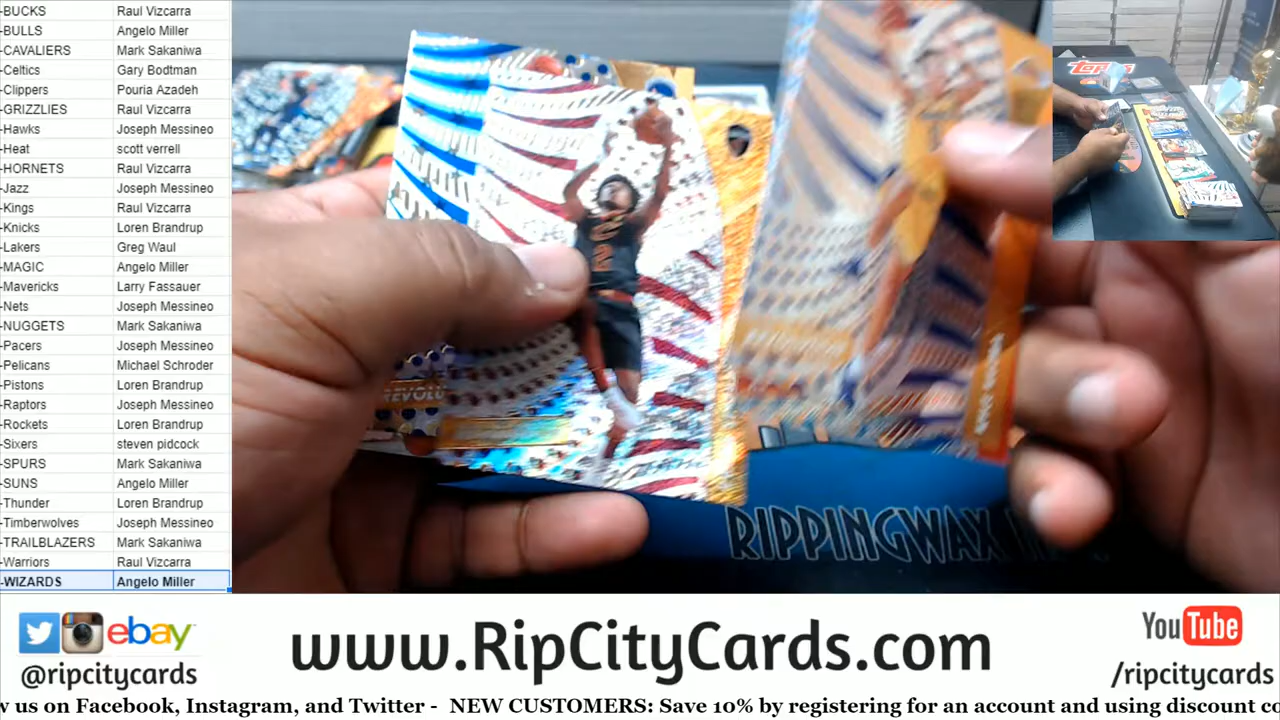 -BUCKS Raul Vizcarra
-BULLS Angelo Miller
-CAVALIERS Mark Sakaniwa
-Celtics Gary Bodtman
-Clippers Pouria Azadeh
-GRIZZLIES Raul Vizcarra
-Hawks Joseph Messineo
-Heat scott verrell
-HORNETS Raul Vizcarra
-Jazz Joseph Messineo
-Kings Raul Vizcarra
-Knicks Loren Brandrup
-Lakers Greg Waul
-MAGIC Angelo Miller
-Mavericks Larry Fassauer
-Nets Joseph Messineo
-NUGGETS Mark Sakaniwa
-Pacers Joseph Messineo
-Pelicans Michael Schroder
-Pistons Loren Brandrup
-Raptors Joseph Messineo
-Rockets Loren Brandrup
-Sixers steven pidcock
-SPURS Mark Sakaniwa
-SUNS Angelo Miller
-Thunder Loren Brandrup
-Timberwolves Joseph Messineo
-TRAILBLAZERS Mark Sakaniwa
-Warriors Raul Vizcarra
-WIZARDS Angelo Miller
TOPPS
2
REVOLU
RIPPINGWAX
ebay
@ripcitycards
www.RipCityCards.com
YouTube
/ripcitycards
w us on Facebook, Instagram, and Twitter - NEW CUSTOMERS: Save 10% by registering for an account and using discount co